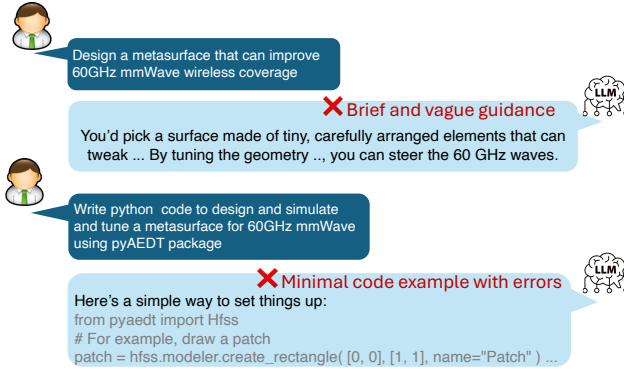 Design a metasurface that can improve
60GHz mmWave wireless coverage
LLM
❌ Brief and vague guidance
You'd pick a surface made of tiny, carefully arranged elements that can
tweak ... By tuning the geometry .., you can steer the 60 GHz waves.
Write python code to design and simulate
and tune a metasurface for 60GHz mmWave
using pyAEDT package
LLM
❌ Minimal code example with errors
Here's a simple way to set things up:
from pyaedt import Hfss
# For example, draw a patch
patch = hfss.modeler.create_rectangle( [0, 0], [1, 1], name="Patch" ) ...